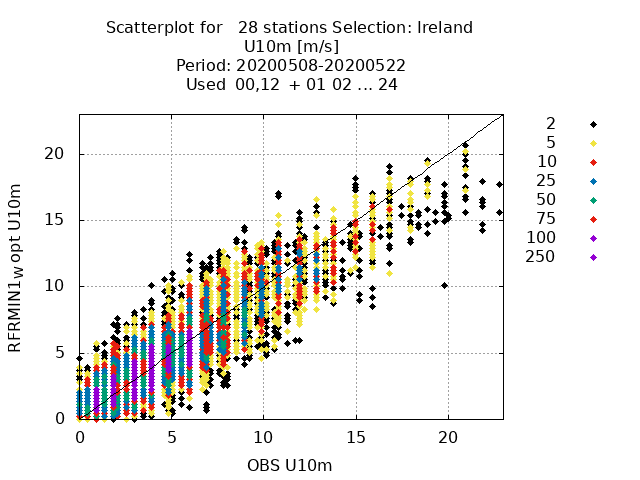 Scatterplot for   28 stations Selection: Ireland
U10m [m/s]
Period: 20200508-20200522
Used  00,12  + 01 02 ... 24
2
5
10
25
50
75
100
250
RFRMIN1_W opt U10m
20
15
10
5
0
0 5 10 15 20
OBS U10m